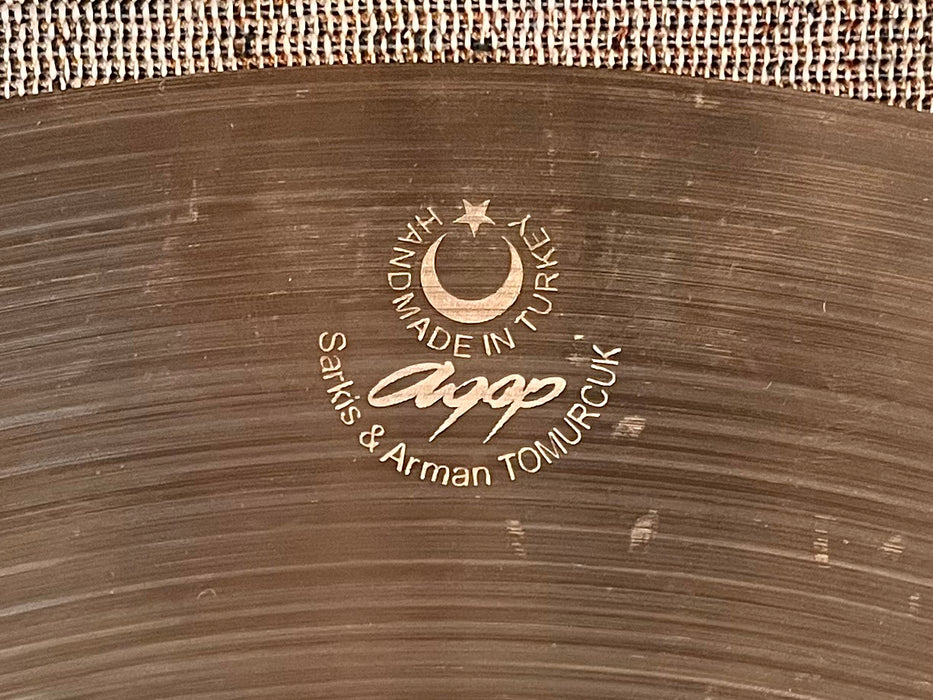 HANDMADE IN TURKEY
Agop
Sarkis & Arman TOMURCUK